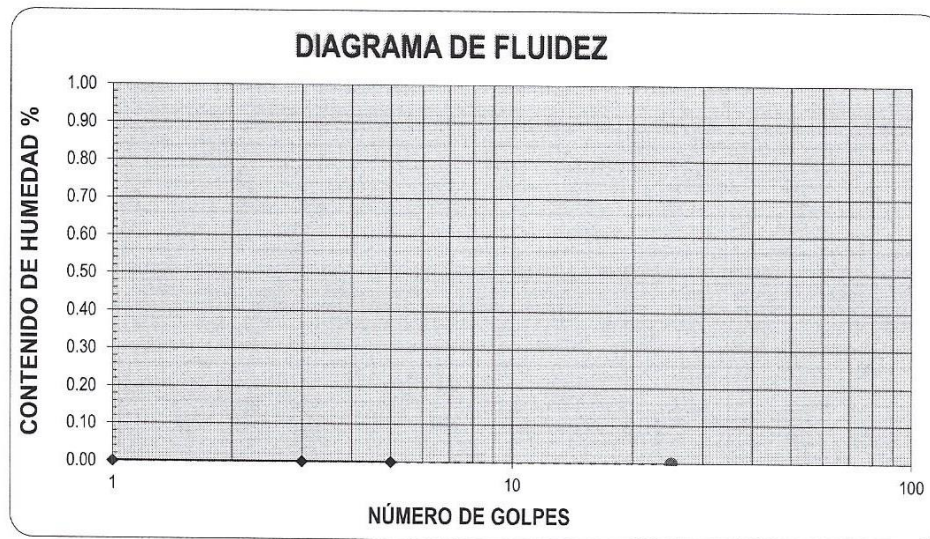 DIAGRAMA DE FLUIDEZ
CONTENIDO DE HUMEDAD %
1.00
0.90
0.80
0.70
0.60
0.50
0.40
0.30
0.20
0.10
0.00
1 10 100
NÚMERO DE GOLPES